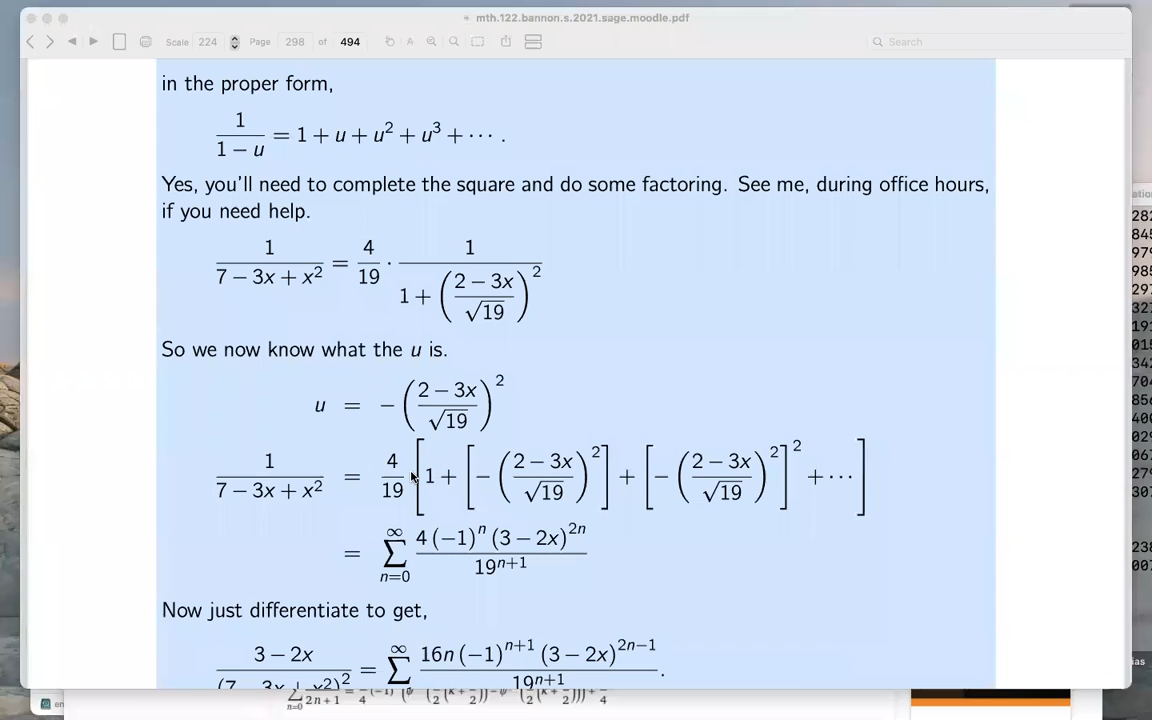 mth.122.bannon.s.2021.sage.moodle.pdf
Scale 224 Page 298 of 494 A Search
in the proper form,
1/(1 − u) = 1 + u + u² + u³ + ··· .
Yes, you'll need to complete the square and do some factoring. See me, during office hours,
if you need help.
1/(7 − 3x + x²) = 4/19 · 1/(1 + ((2 − 3x)/√19)²)
So we now know what the u is.
u = −((2 − 3x)/√19)²
1/(7 − 3x + x²) = 4/19 [1 + [−((2 − 3x)/√19)²] + [−((2 − 3x)/√19)²]² + ···]
= ∑_{n=0}^{∞} 4(−1)ⁿ(3 − 2x)²ⁿ/19ⁿ⁺¹
Now just differentiate to get,
(3 − 2x)/(7 − 3x + x²)² = ∑^{∞} 16n(−1)ⁿ⁺¹(3 − 2x)²ⁿ⁻¹/19ⁿ⁺¹ .